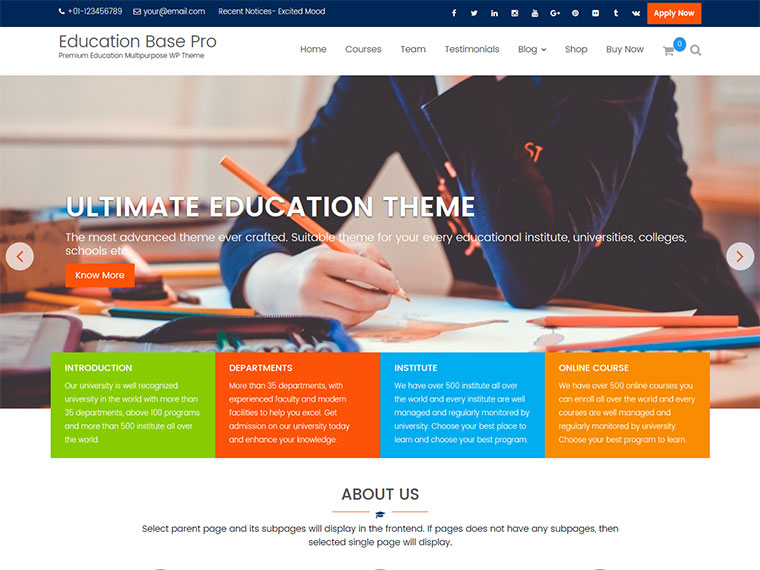 +01-123456789 your@email.com Recent Notices- Excited Mood
Apply Now
Education Base Pro
Premium Education Multipurpose WP Theme
Home Courses Team Testimonials Blog Shop Buy Now 0
ULTIMATE EDUCATION THEME
The most advanced theme ever crafted. Suitable theme for your every educational institute, universities, colleges,
schools etc
Know More
INTRODUCTION
Our university is well recognized
university in the world with more than
35 departments, above 100 programs
and more than 500 institute all over
the world.
DEPARTMENTS
More than 35 departments, with
experienced faculty and modern
facilities to help you excel. Get
admission on our university today
and enhance your knowledge.
INSTITUTE
We have over 500 institute all over
the world and every institute are well
managed and regularly monitored by
university. Choose your best place to
learn and choose your best program.
ONLINE COURSE
We have over 500 online courses you
can enroll all over the world and every
courses are well managed and
regularly monitored by university.
Choose your best program to learn.
ABOUT US
Select parent page and its subpages will display in the frontend. If pages does not have any subpages, then
selected single page will display.